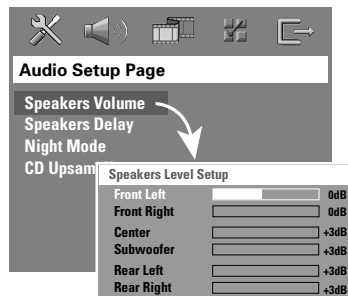 Audio Setup Page
Speakers Volume
Speakers Delay
Night Mode
CD Upsam
Speakers Level Setup
Front Left 0dB
Front Right 0dB
Center +3dB
Subwoofer +3dB
Rear Left +3dB
Rear Right +3dB